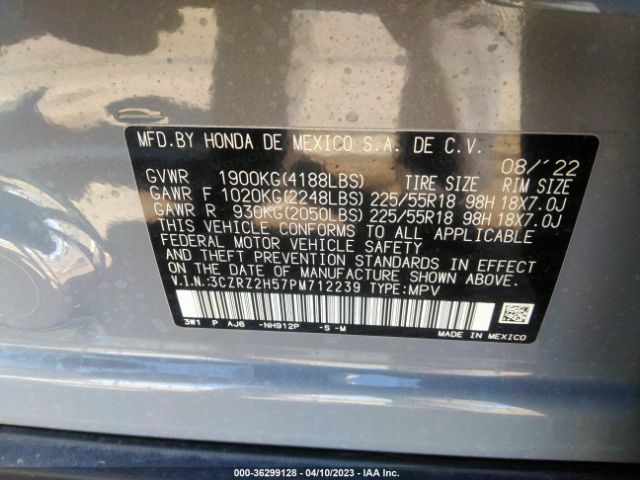 MFD.BY HONDA DE MEXICO S.A. DE C.V.
08/'22
GVWR 1900KG(4188LBS) TIRE SIZE RIM SIZE
GAWR F 1020KG(2248LBS) 225/55R18 98H 18X7.0J
GAWR R 930KG(2050LBS) 225/55R18 98H 18X7.0J
THIS VEHICLE CONFORMS TO ALL APPLICABLE
FEDERAL MOTOR VEHICLE SAFETY
AND THEFT PREVENTION STANDARDS IN EFFECT
ON THE DATE OF MANUFACTURE SHOWN ABOVE.
V.I.N:3CZRZ2H57PM712239 TYPE:MPV
3W1 P AJ6 -NH912P -S -M
MADE IN MEXICO
000-36299128 - 04/10/2023 - IAA Inc.